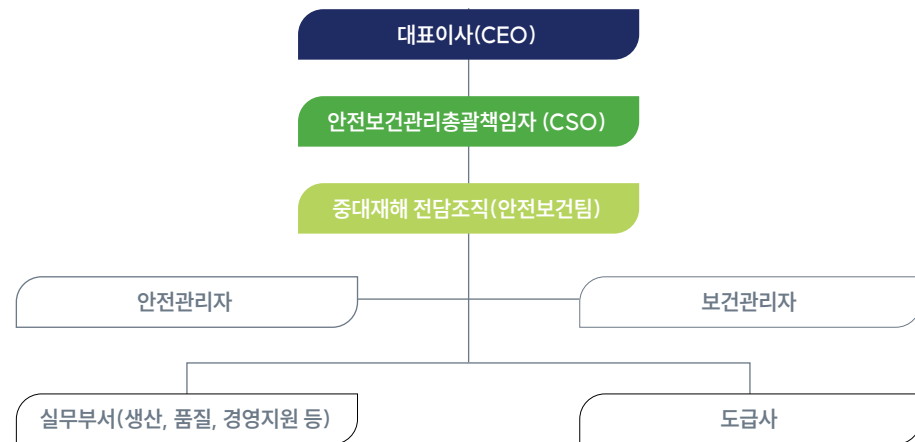 대표이사(CEO)
안전보건관리총괄책임자 (CSO)
중대재해 전담조직(안전보건팀)
안전관리자
보건관리자
실무부서(생산, 품질, 경영지원 등)
도급사